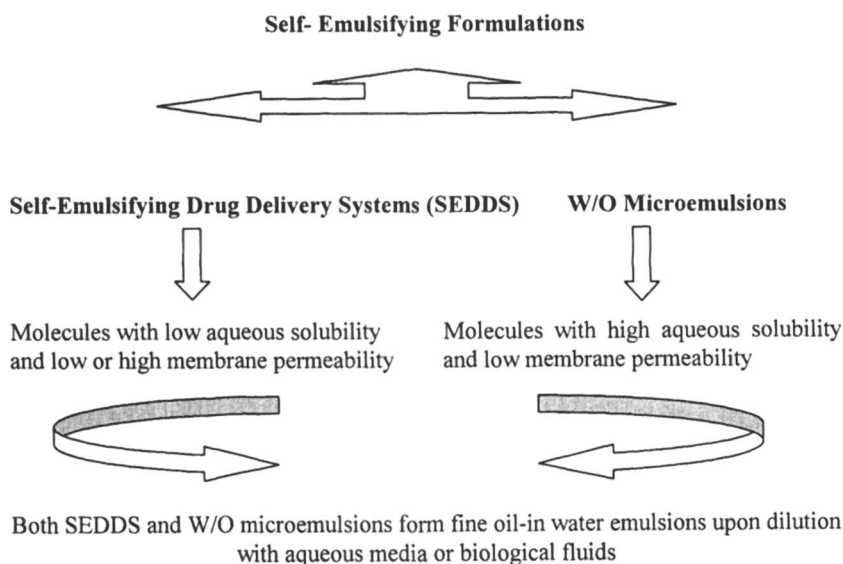 Self- Emulsifying Formulations
Self-Emulsifying Drug Delivery Systems (SEDDS)
W/O Microemulsions
Molecules with low aqueous solubility
and low or high membrane permeability
Molecules with high aqueous solubility
and low membrane permeability
Both SEDDS and W/O microemulsions form fine oil-in water emulsions upon dilution
with aqueous media or biological fluids